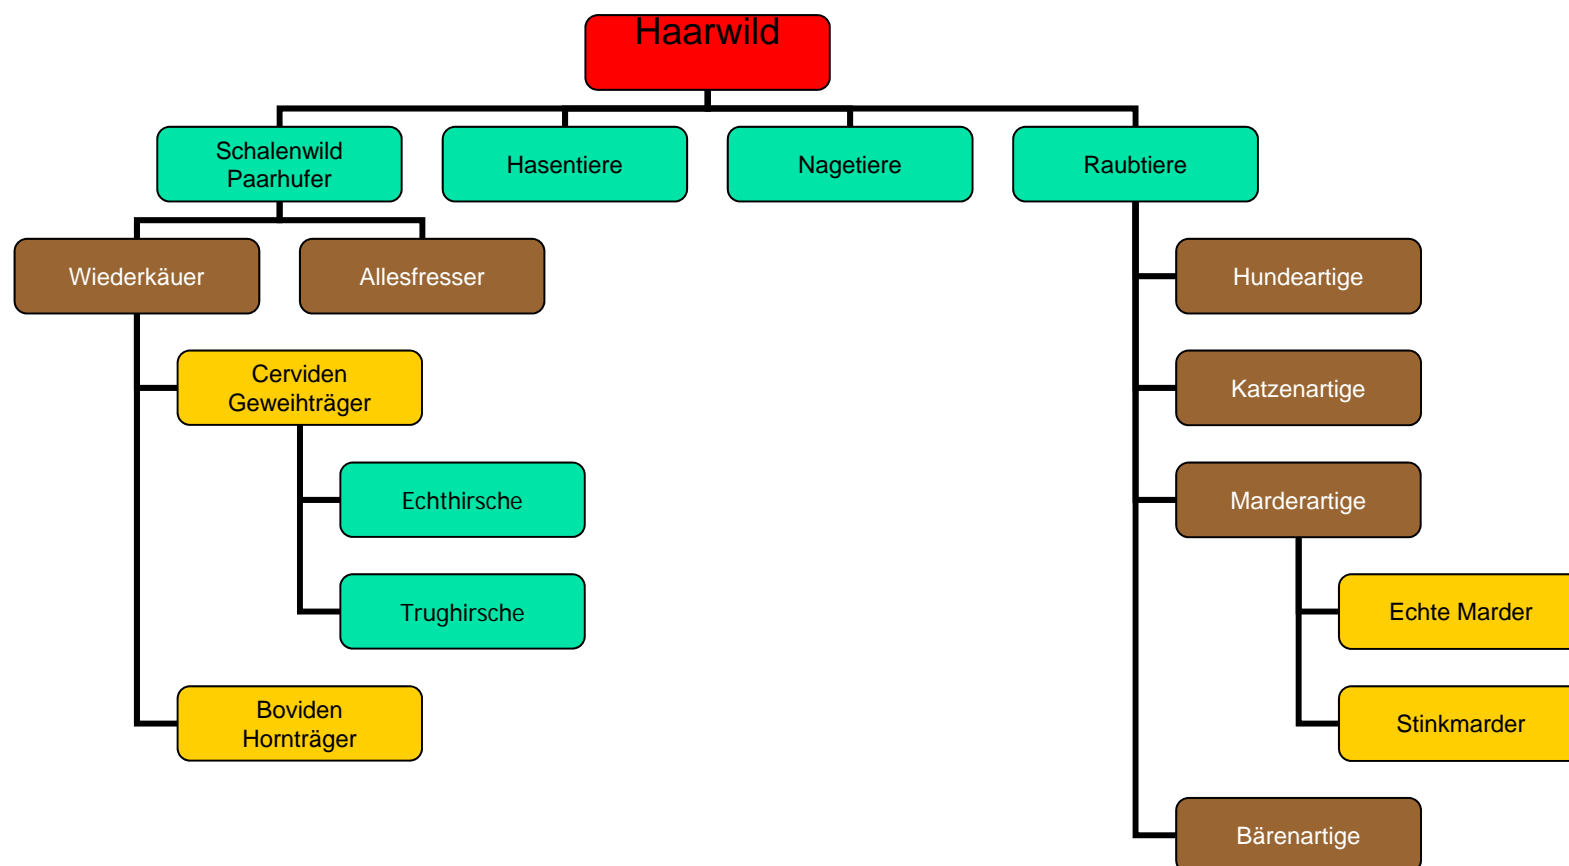 Haarwild
Schalenwild
Paarhufer
Hasentiere
Nagetiere
Raubtiere
Wiederkäuer
Allesfresser
Hundeartige
Cerviden
Geweihträger
Katzenartige
Echthirsche
Marderartige
Trughirsche
Echte Marder
Boviden
Hornträger
Stinkmarder
Bärenartige